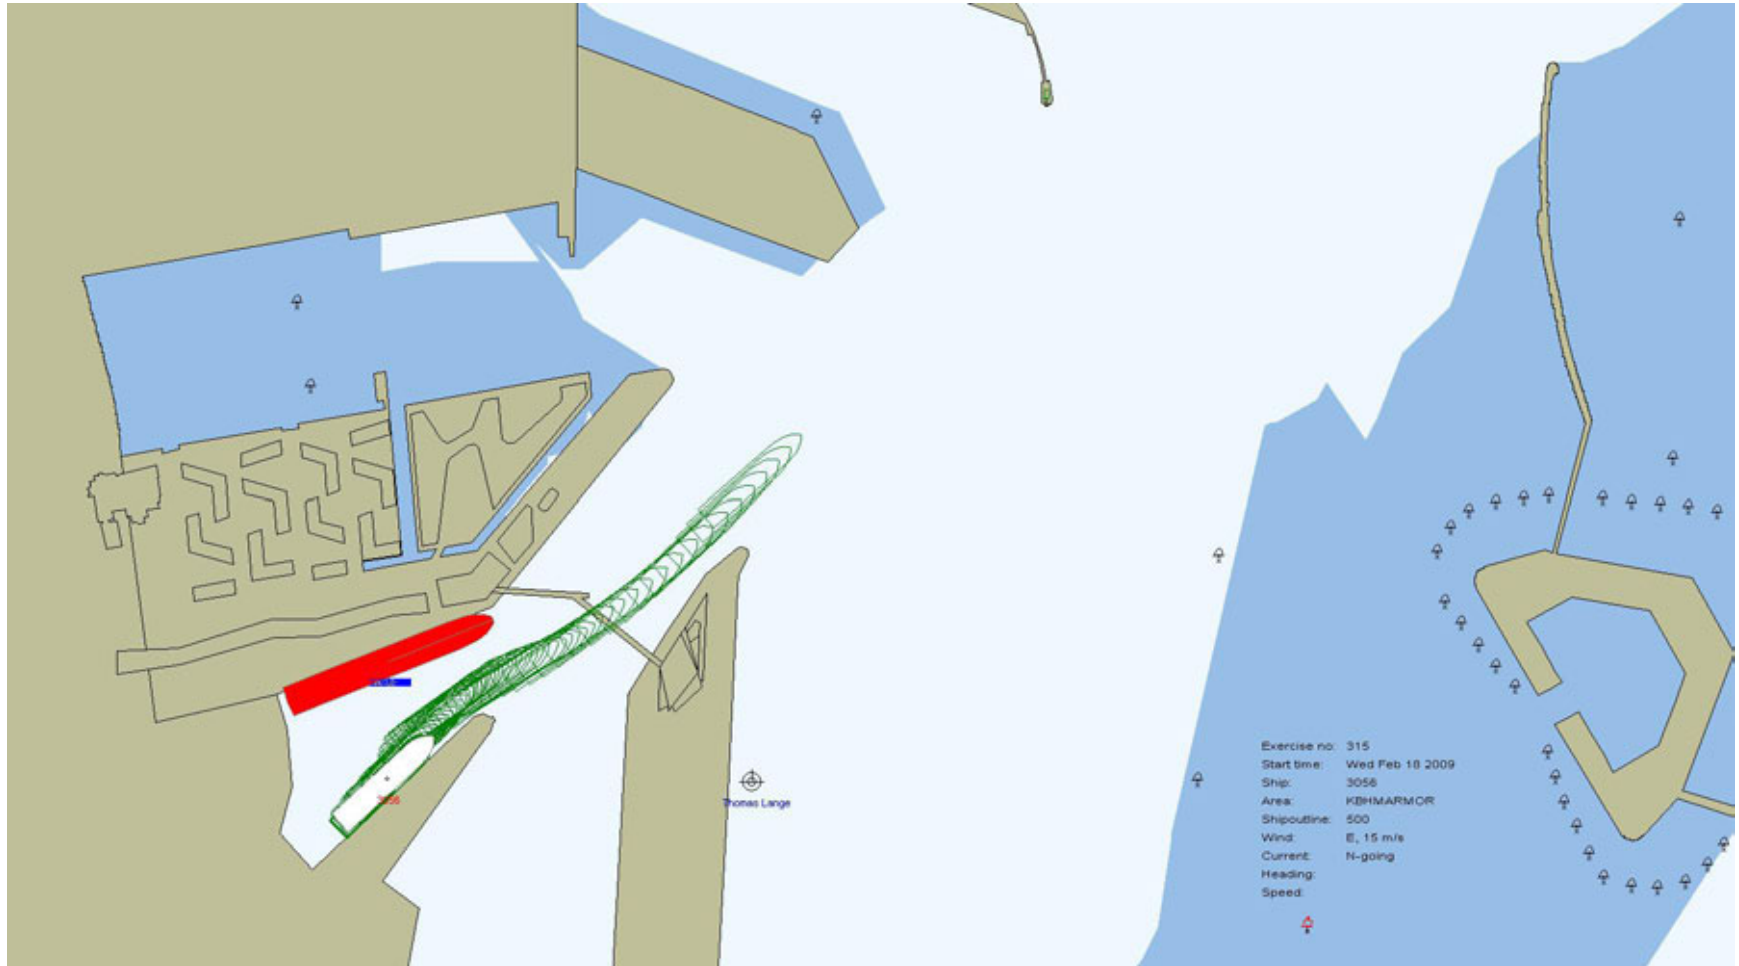 3056
Thomas Lange
Exercise no: 315
Start time: Wed Feb 18 2009
Ship: 3056
Area: KBHMARMOR
Shipoutline: 500
Wind: E, 15 m/s
Current: N-going
Heading:
Speed: